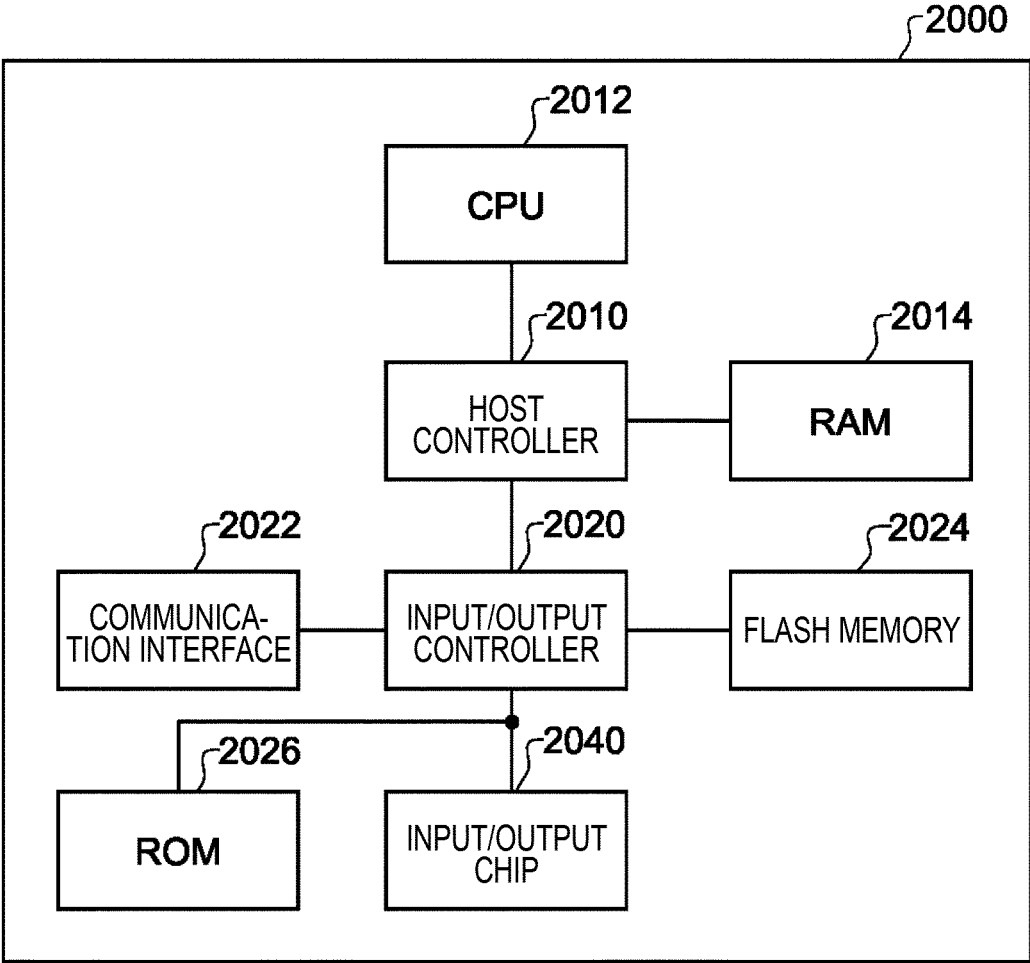 2000
2012
CPU
2010
2014
HOST
CONTROLLER
RAM
2022
2020
2024
COMMUNICA-
TION INTERFACE
INPUT/OUTPUT
CONTROLLER
FLASH MEMORY
2026
2040
ROM
INPUT/OUTPUT
CHIP